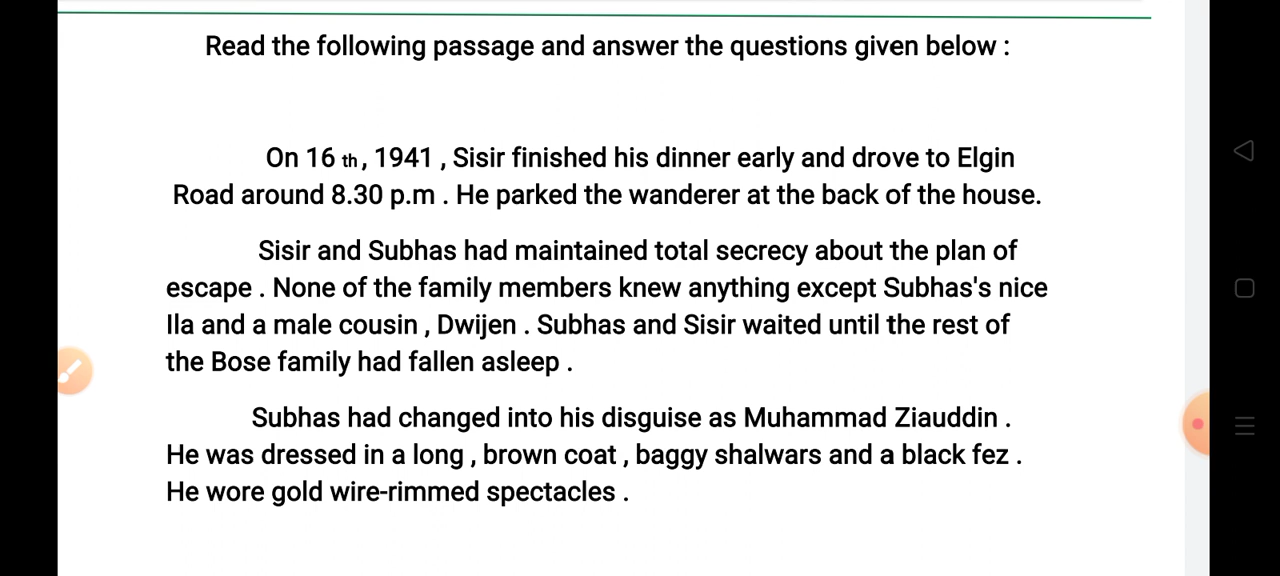 Read the following passage and answer the questions given below :
On 16 th, 1941 , Sisir finished his dinner early and drove to Elgin
Road around 8.30 p.m . He parked the wanderer at the back of the house.
Sisir and Subhas had maintained total secrecy about the plan of
escape . None of the family members knew anything except Subhas's nice
Ila and a male cousin , Dwijen . Subhas and Sisir waited until the rest of
the Bose family had fallen asleep .
Subhas had changed into his disguise as Muhammad Ziauddin .
He was dressed in a long , brown coat , baggy shalwars and a black fez .
He wore gold wire-rimmed spectacles .